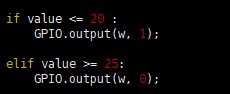 if value <= 20 :
    GPIO.output(w, 1);
elif value >= 25:
    GPIO.output(w, 0);